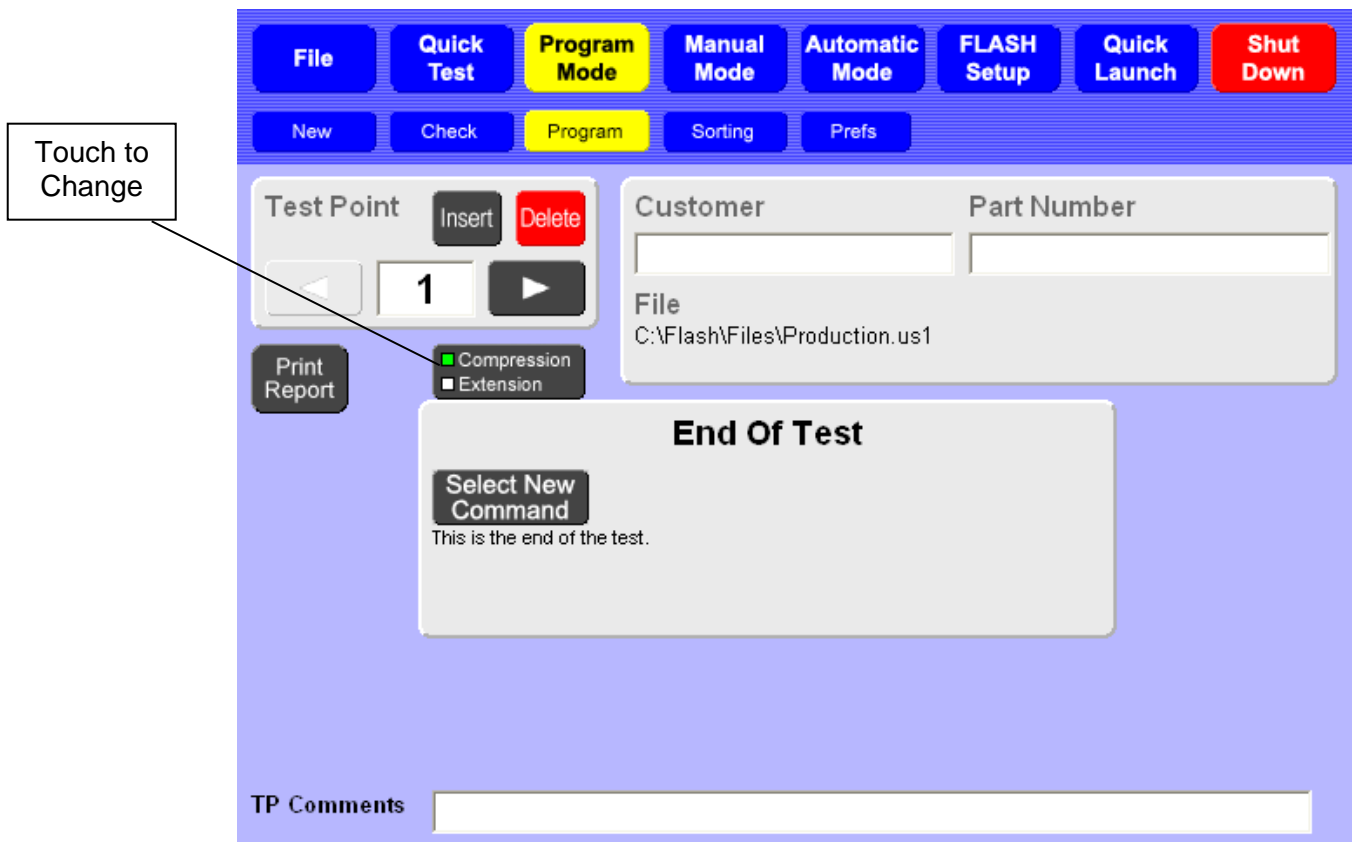 File
Quick
Test
Program
Mode
Manual
Mode
Automatic
Mode
FLASH
Setup
Quick
Launch
Shut
Down
New
Check
Program
Sorting
Prefs
Touch to
Change
Test Point
Insert
Delete
1
Customer
Part Number
File
C:\Flash\Files\Production.us1
Print
Report
Compression
Extension
End Of Test
Select New
Command
This is the end of the test.
TP Comments